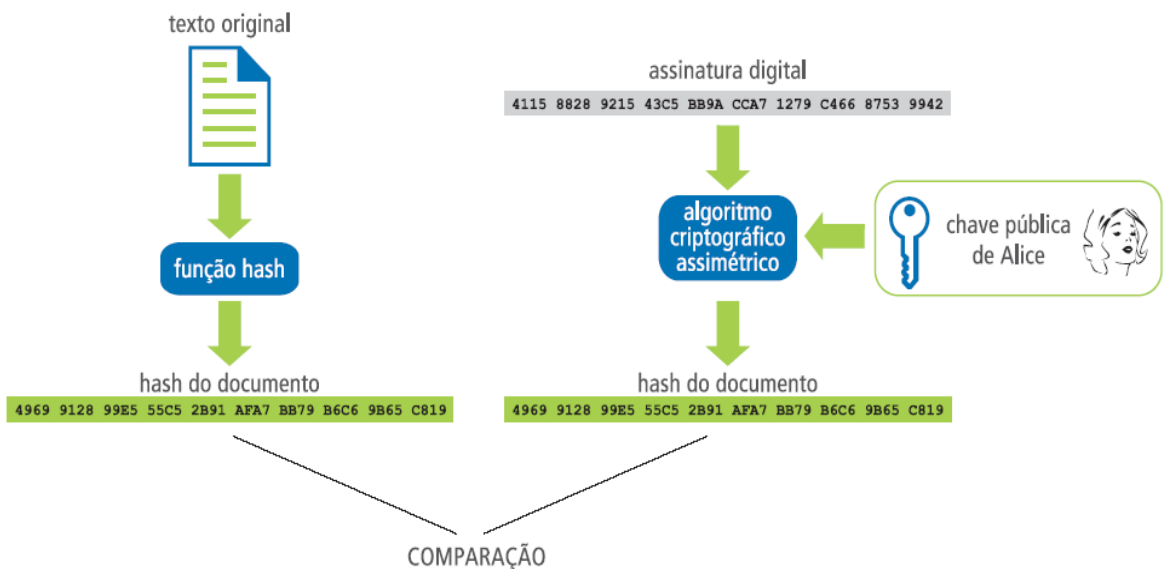 texto original
função hash
hash do documento
4969 9128 99E5 55C5 2B91 AFA7 BB79 B6C6 9B65 C819
assinatura digital
4115 8828 9215 43C5 BB9A CCA7 1279 C466 8753 9942
algoritmo
criptográfico
assimétrico
chave pública
de Alice
hash do documento
4969 9128 99E5 55C5 2B91 AFA7 BB79 B6C6 9B65 C819
COMPARAÇÃO